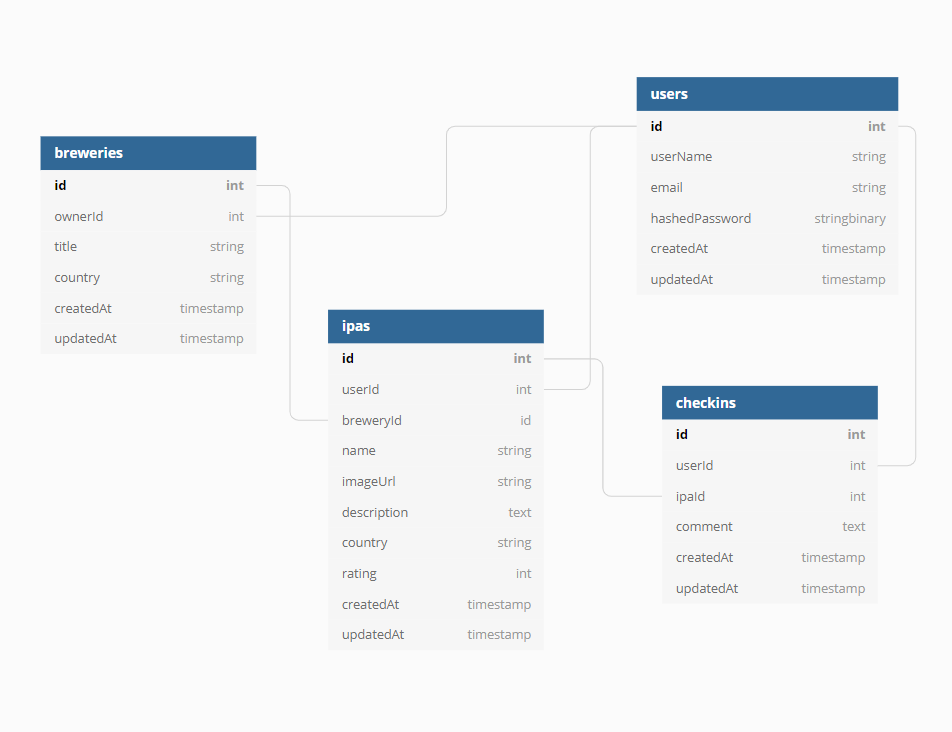 breweries
id int
ownerId int
title string
country string
createdAt timestamp
updatedAt timestamp
ipas
id int
userId int
breweryId id
name string
imageUrl string
description text
country string
rating int
createdAt timestamp
updatedAt timestamp
users
id int
userName string
email string
hashedPassword stringbinary
createdAt timestamp
updatedAt timestamp
checkins
id int
userId int
ipaId int
comment text
createdAt timestamp
updatedAt timestamp